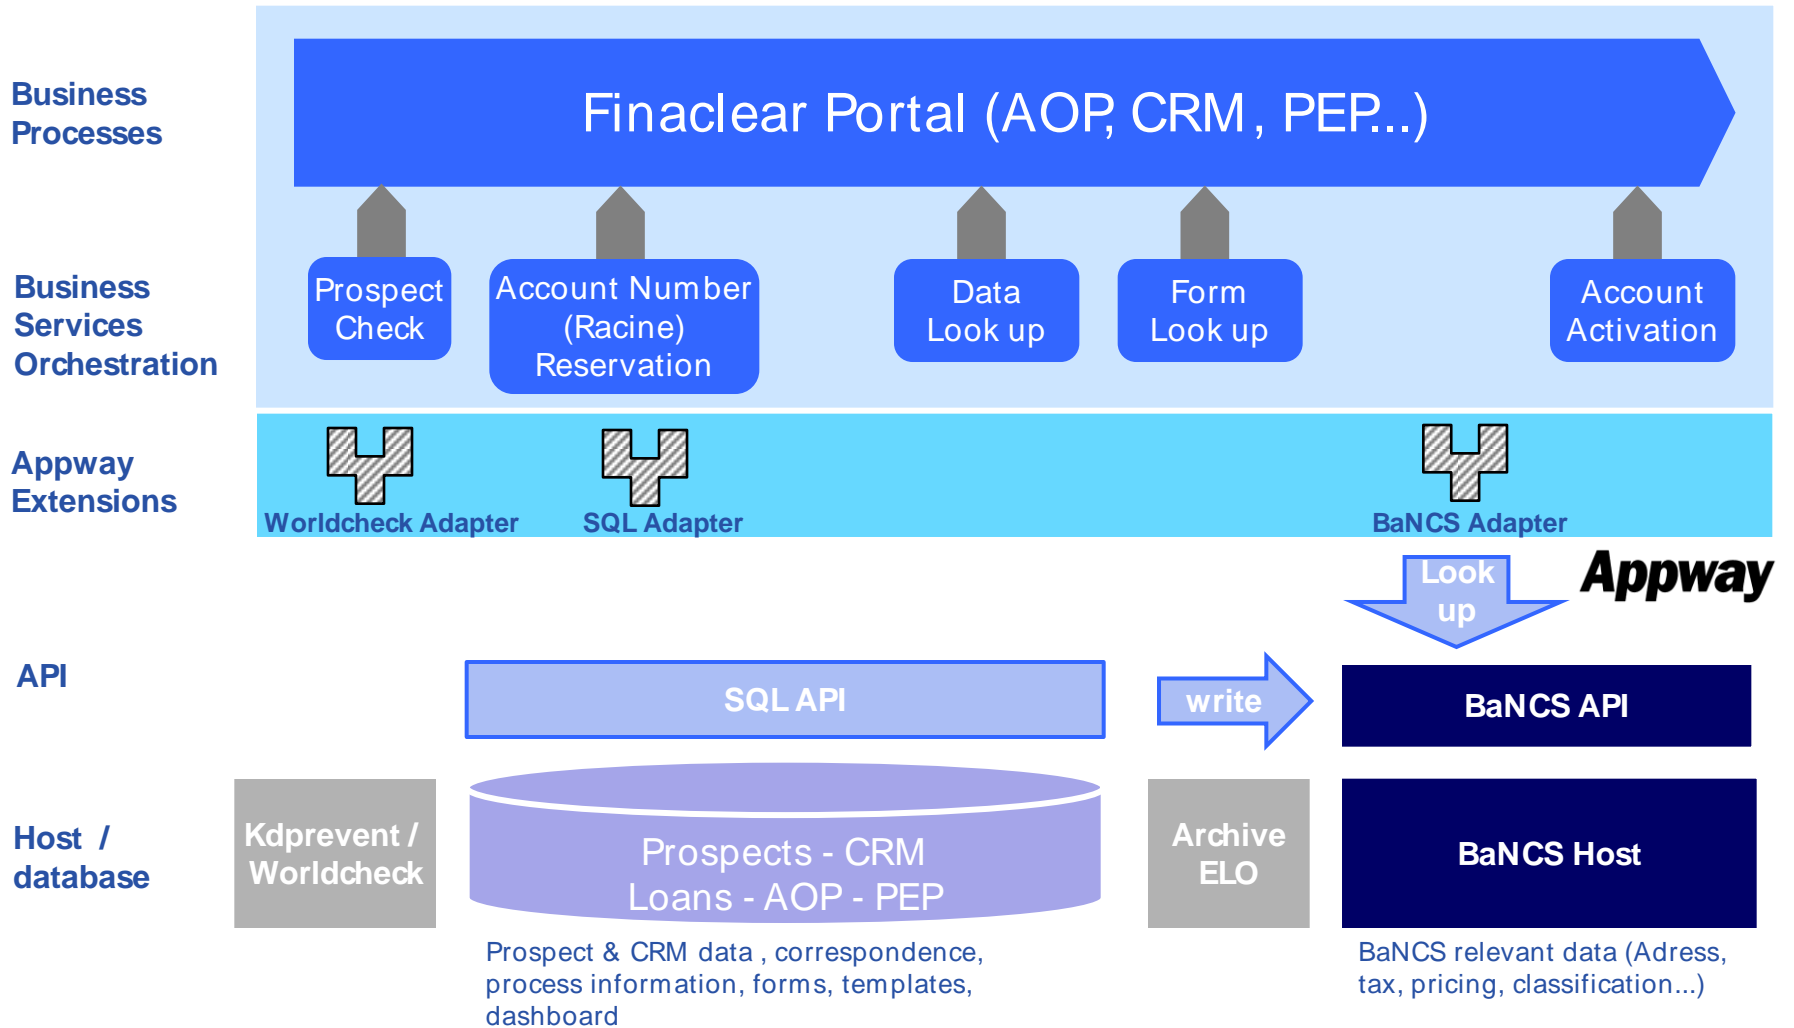 Business
Processes
Finaclear Portal (AOP, CRM, PEP...)
Business
Services
Orchestration
Prospect
Check
Account Number
(Racine)
Reservation
Data
Look up
Form
Look up
Account
Activation
Appway
Extensions
Worldcheck Adapter
SQL Adapter
BaNCS Adapter
Look
up
Appway
API
SQL API
write
BaNCS API
Host /
database
Kdprevent /
Worldcheck
Prospects - CRM
Loans - AOP - PEP
Archive
ELO
BaNCS Host
Prospect & CRM data , correspondence,
process information, forms, templates,
dashboard
BaNCS relevant data (Adress,
tax, pricing, classification...)